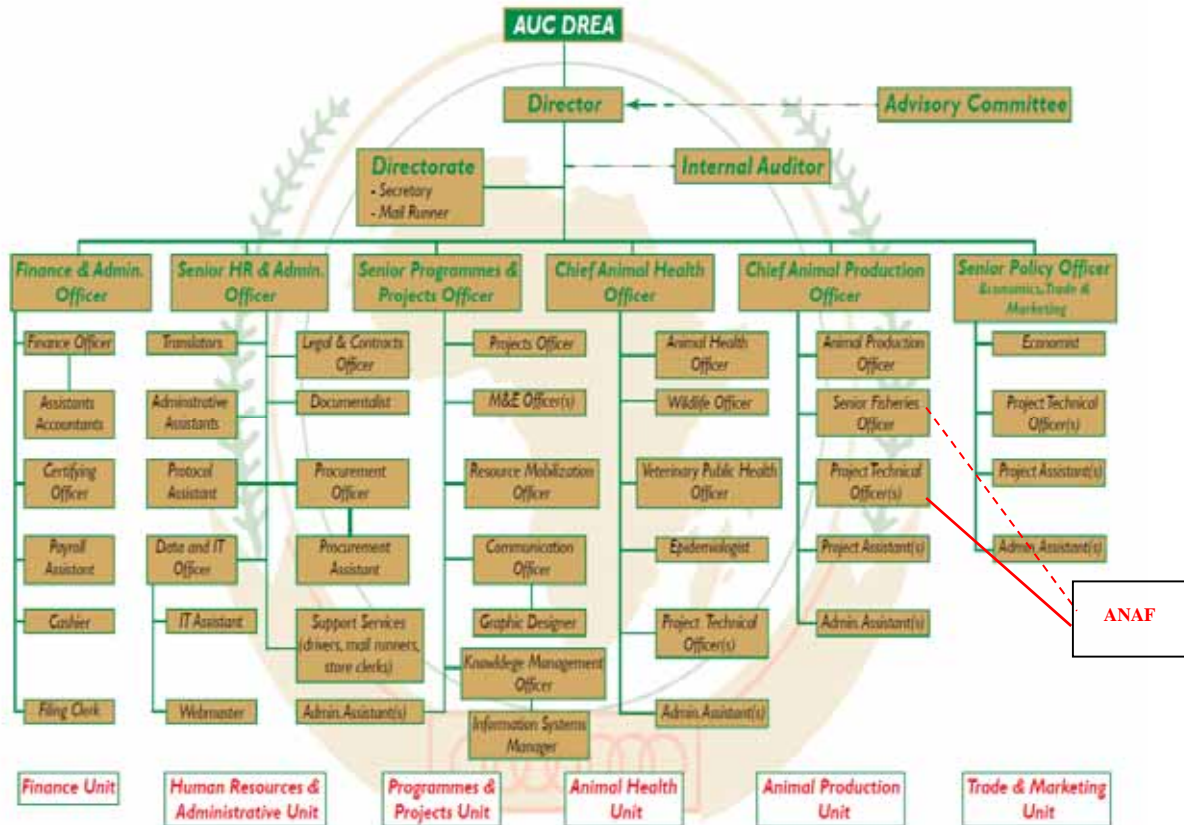 AUC DREA
Director
Advisory Committee
Directorate
- Secretary
- Mail Runner
Internal Auditor
Finance & Admin.
Officer
Finance Officer
Assistants
Accountants
Certifying
Officer
Payroll
Assistant
Cashier
Filing Clerk
Senior HR & Admin.
Officer
Translators
Adminstrative
Assistants
Protocal
Assistant
Data and IT
Officer
IT Assistant
Webmaster
Legal & Contracts
Officer
Documentalist
Procurement
Officer
Procurement
Assistant
Support Services
(drivers, mail runners,
store clerks)
Senior Programmes &
Projects Officer
Projects Officer
M&E Officer(s)
Resource Mobilization
Officer
Communication
Officer
Graphic Designer
Knowldege Management
Officer
Information Systems
Manager
Admin.Assistant(s)
Chief Animal Health
Officer
Animal Health
Officer
Wildlife Officer
Veterinary Public Health
Officer
Epidemiologist
Project Technical
Officer(s)
Admin.Assistant(s)
Chief Animal Production
Officer
Animal Production
Officer
Senior Fisheries
Officer
Project Technical
Officer(s)
Project Assistant(s)
Admin.Assistant(s)
Senior Policy Officer
Economics,Trade &
Marketing
Economist
Project Technical
Officer(s)
Project Assistant(s)
Admin.Assistant(s)
ANAF
Finance Unit
Human Resources &
Administrative Unit
Programmes &
Projects Unit
Animal Health
Unit
Animal Production
Unit
Trade & Marketing
Unit